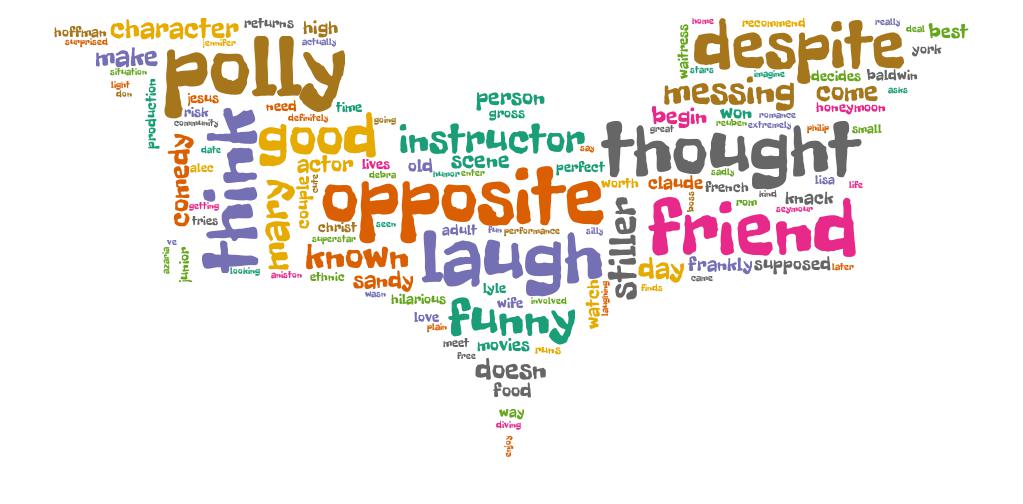 hoffman
character
returns
high
home
recommend
really
deal
best
surprised
jennifer
actually
waitress
despite
york
make
polly
situation
stars
imagine
decides
baldwin
light
don
production
jesus
need
time
person
messing
come
asks
risk
definitely
going
gross
begin
won
romance
honeymoon
community
think
good
instructor
say
great
thought
reuben
extremely
philip
small
comedy
date
alec
actor
lives
old
scene
perfect
sadly
lisa
life
couple
cute
debra
humor
enter
worth
claude
french
kind
knack
getting
tries
mary
opposite
boss
rom
seymour
christ
seen
adult
fun
performance
silly
stiller
friend
superstar
ve
azaria
junior
looking
known
laugh
day
frankly
supposed
later
aniston
ethnic
sandy
came
finds
wasn
hilarious
lyle
wife
involved
watch
laughing
love
plain
funny
meet
movies
runs
free
doesn
food
way
diving
enjoy